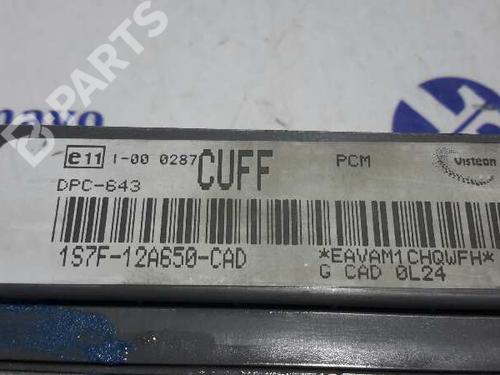 B-PARTS
e11 I-00 0287 CUFF PCM Visteon
DPC-643
1S7F-12A650-CAD *EAVAM1CHQWFH*
G CAD 0L24